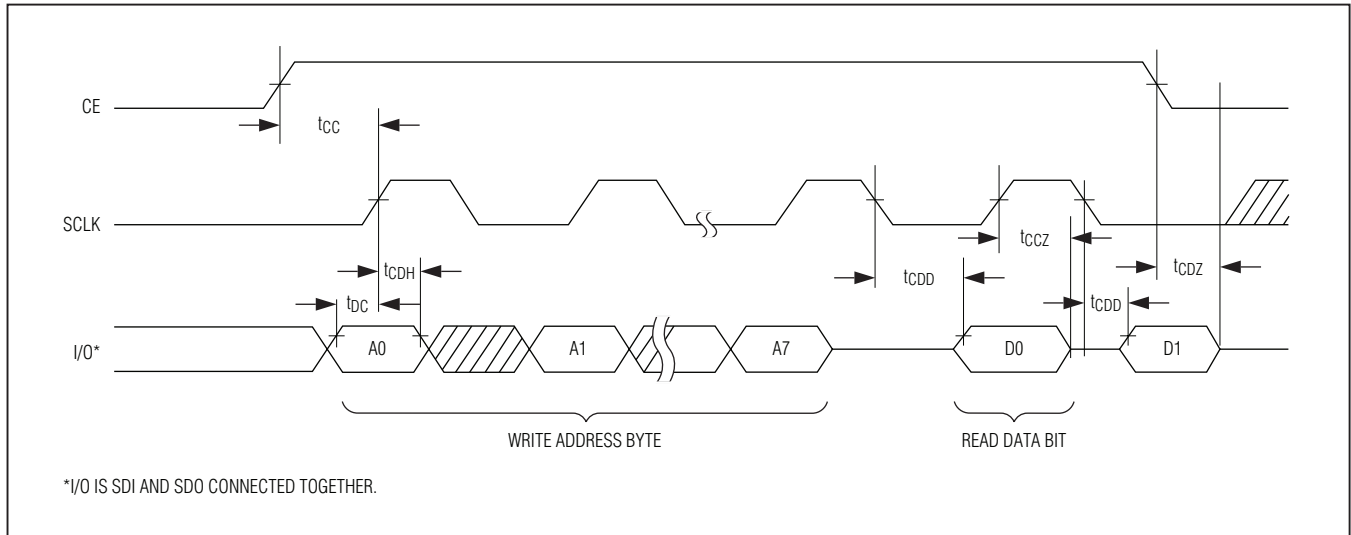 CE
tCC
SCLK
tCCZ
tCDH
tCDD
tCDZ
tDC
tCDD
I/O*
A0
A1
A7
D0
D1
WRITE ADDRESS BYTE
READ DATA BIT
*I/O IS SDI AND SDO CONNECTED TOGETHER.